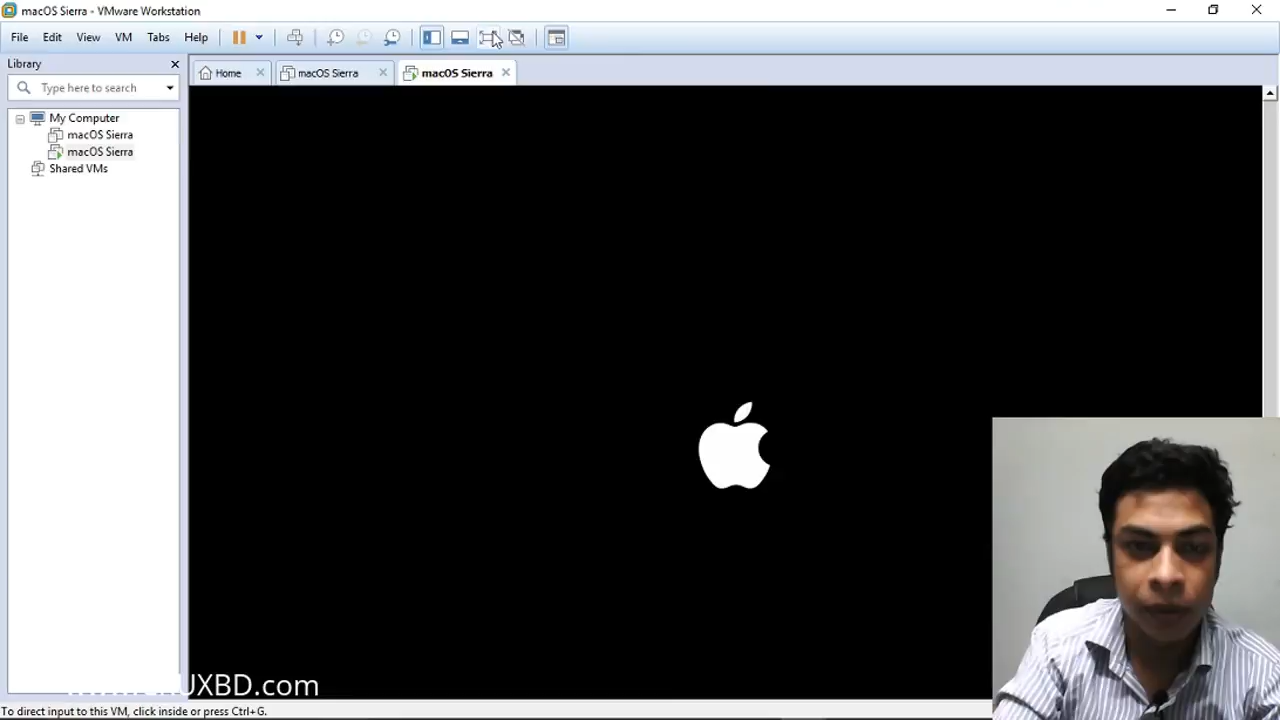 macOS Sierra - VMware Workstation
File Edit View VM Tabs Help
Library
Type here to search
Home
macOS Sierra
macOS Sierra
My Computer
macOS Sierra
macOS Sierra
Shared VMs
UXBD.com
To direct input to this VM, click inside or press Ctrl+G.